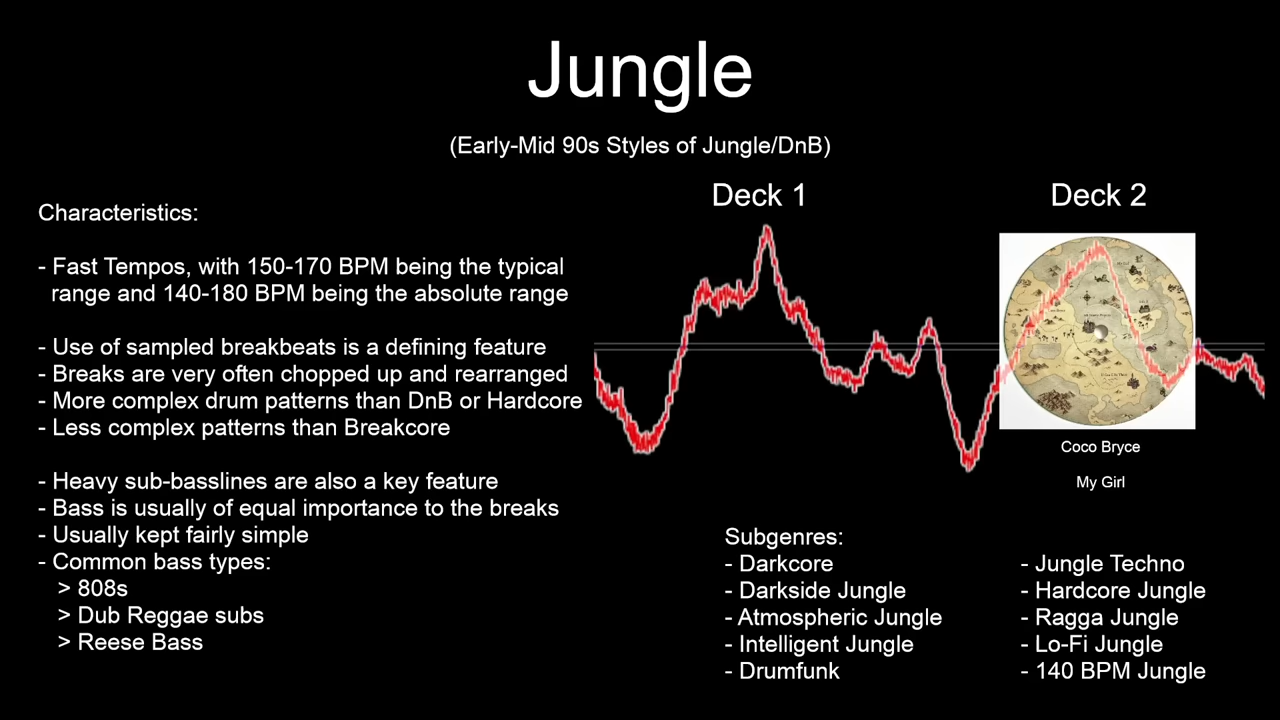 Jungle
(Early-Mid 90s Styles of Jungle/DnB)
Characteristics:
- Fast Tempos, with 150-170 BPM being the typical
range and 140-180 BPM being the absolute range
- Use of sampled breakbeats is a defining feature
- Breaks are very often chopped up and rearranged
- More complex drum patterns than DnB or Hardcore
- Less complex patterns than Breakcore
- Heavy sub-basslines are also a key feature
- Bass is usually of equal importance to the breaks
- Usually kept fairly simple
- Common bass types:
> 808s
> Dub Reggae subs
> Reese Bass
Deck 1
Deck 2
Coco Bryce
My Girl
Subgenres:
- Darkcore
- Darkside Jungle
- Atmospheric Jungle
- Intelligent Jungle
- Drumfunk
- Jungle Techno
- Hardcore Jungle
- Ragga Jungle
- Lo-Fi Jungle
- 140 BPM Jungle